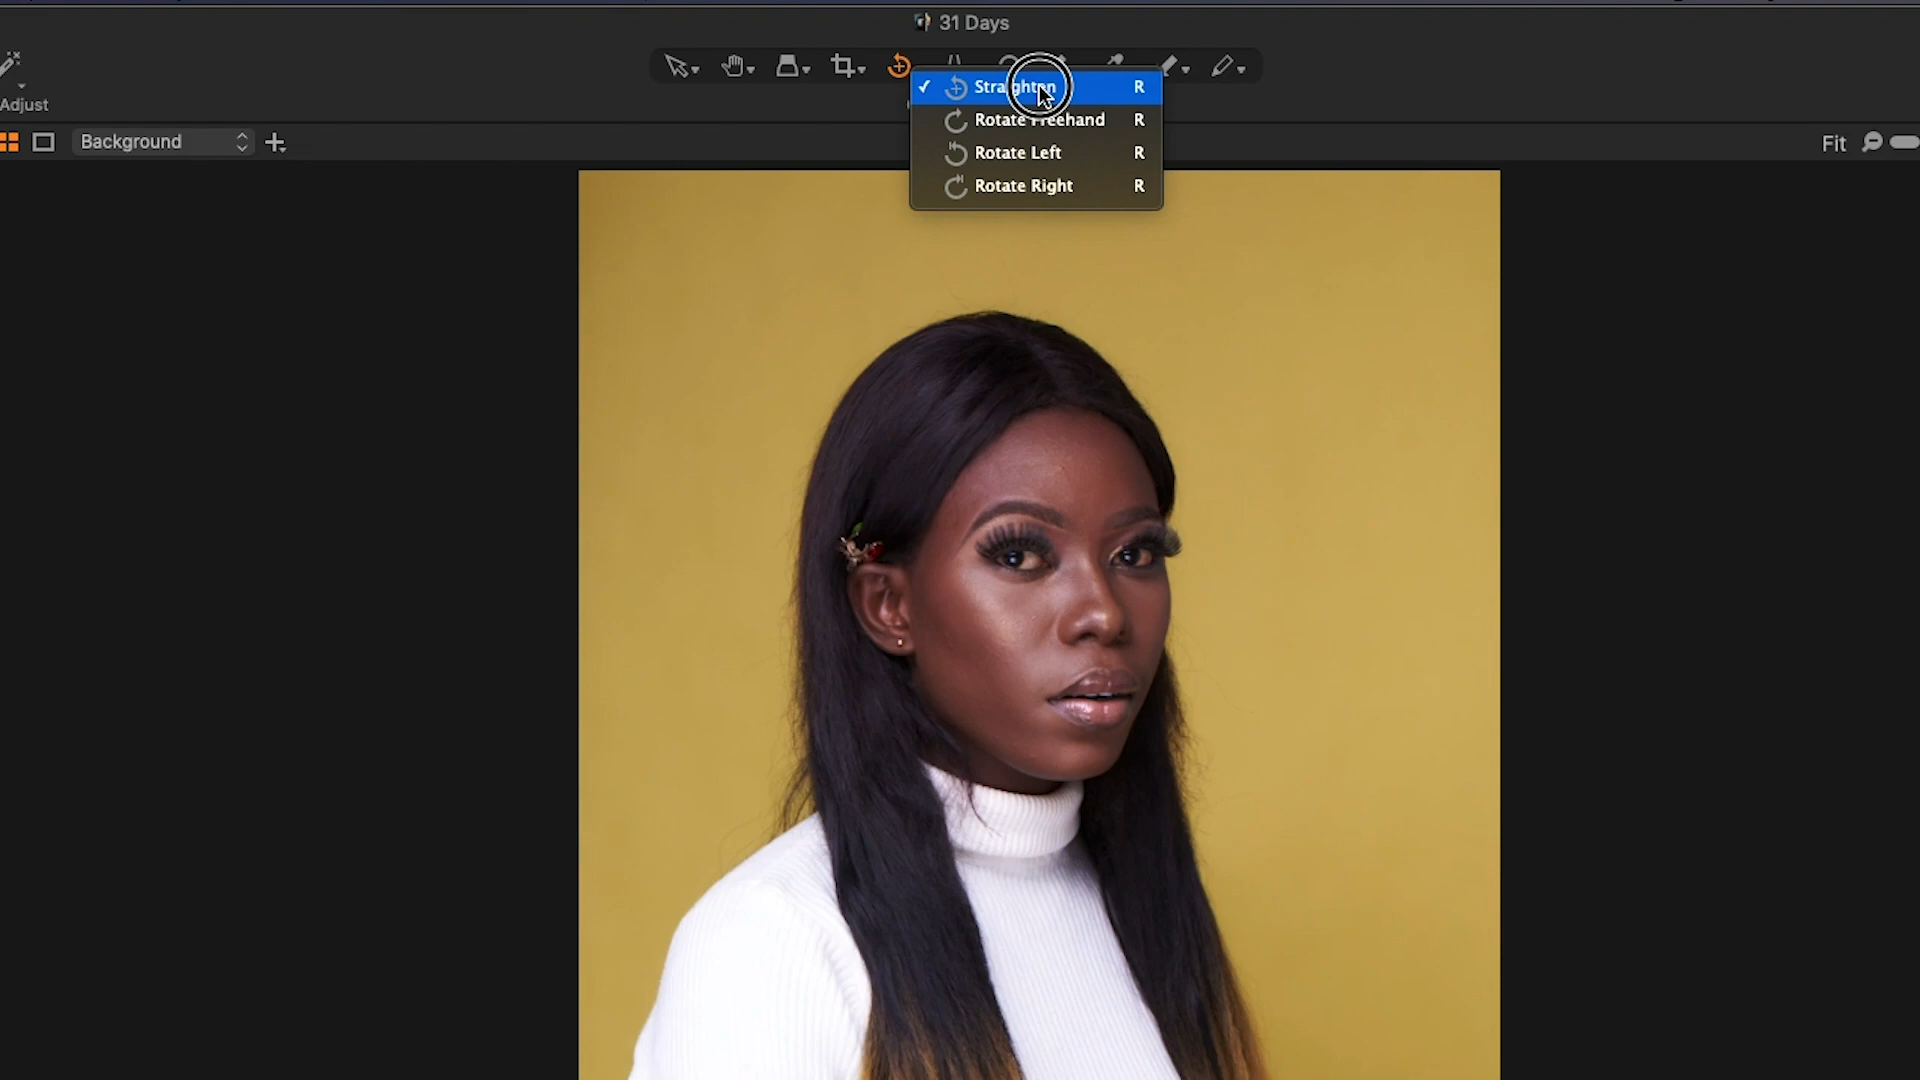 31 Days
Adjust
Straighten R
Rotate Freehand R
Rotate Left R
Rotate Right R
Background
Fit